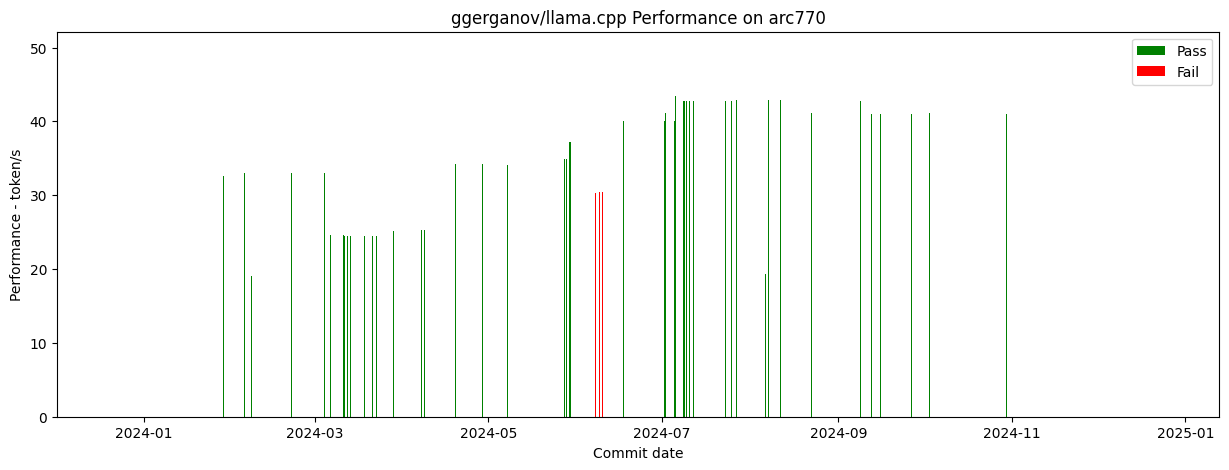 ggerganov/llama.cpp Performance on arc770
Pass
Fail
Performance - token/s
50
40
30
20
10
0
2024-01
2024-03
2024-05
2024-07
2024-09
2024-11
2025-01
Commit date